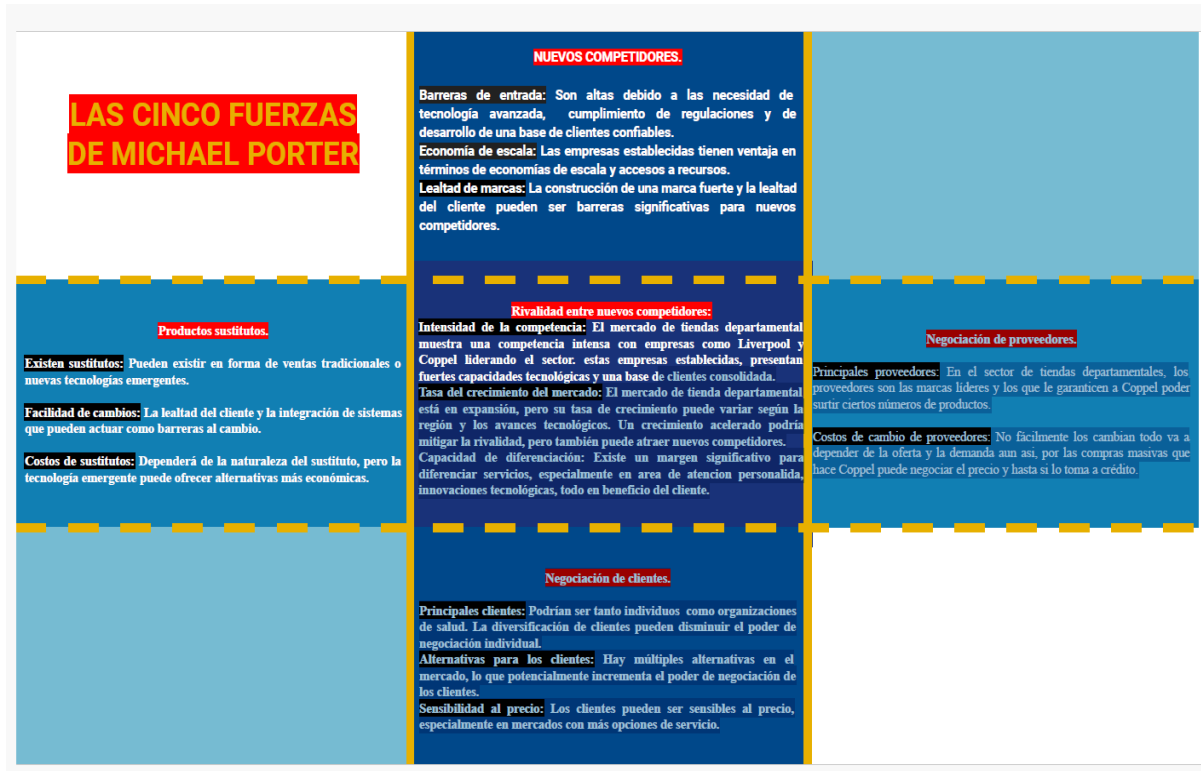 LAS CINCO FUERZAS
DE MICHAEL PORTER
NUEVOS COMPETIDORES.
Barreras de entrada: Son altas debido a las necesidad de
tecnología avanzada, cumplimiento de regulaciones y de
desarrollo de una base de clientes confiables.
Economía de escala: Las empresas establecidas tienen ventaja en
términos de economías de escala y accesos a recursos.
Lealtad de marcas: La construcción de una marca fuerte y la lealtad
del cliente pueden ser barreras significativas para nuevos
competidores.
Productos sustitutos.
Existen sustitutos: Pueden existir en forma de ventas tradicionales o
nuevas tecnologías emergentes.
Facilidad de cambios: La lealtad del cliente y la integración de sistemas
que pueden actuar como barreras al cambio.
Costos de sustitutos: Dependerá de la naturaleza del sustituto, pero la
tecnología emergente puede ofrecer alternativas más económicas.
Rivalidad entre nuevos competidores:
Intensidad de la competencia: El mercado de tiendas departamental
muestra una competencia intensa con empresas como Liverpool y
Coppel liderando el sector. estas empresas establecidas, presentan
fuertes capacidades tecnológicas y una base de clientes consolidada.
Tasa del crecimiento del mercado: El mercado de tienda departamental
está en expansión, pero su tasa de crecimiento puede variar según la
región y los avances tecnológicos. Un crecimiento acelerado podría
mitigar la rivalidad, pero también puede atraer nuevos competidores.
Capacidad de diferenciación: Existe un margen significativo para
diferenciar servicios, especialmente en area de atencion personalida,
innovaciones tecnológicas, todo en beneficio del cliente.
Negociación de proveedores.
Principales proveedores: En el sector de tiendas departamentales, los
proveedores son las marcas líderes y los que le garanticen a Coppel poder
surtir ciertos números de productos.
Costos de cambio de proveedores: No fácilmente los cambian todo va a
depender de la oferta y la demanda aun asi, por las compras masivas que
hace Coppel puede negociar el precio y hasta si lo toma a crédito.
Negociación de clientes.
Principales clientes: Podrían ser tanto individuos como organizaciones
de salud. La diversificación de clientes pueden disminuir el poder de
negociación individual.
Alternativas para los clientes: Hay múltiples alternativas en el
mercado, lo que potencialmente incrementa el poder de negociación de
los clientes.
Sensibilidad al precio: Los clientes pueden ser sensibles al precio,
especialmente en mercados con más opciones de servicio.